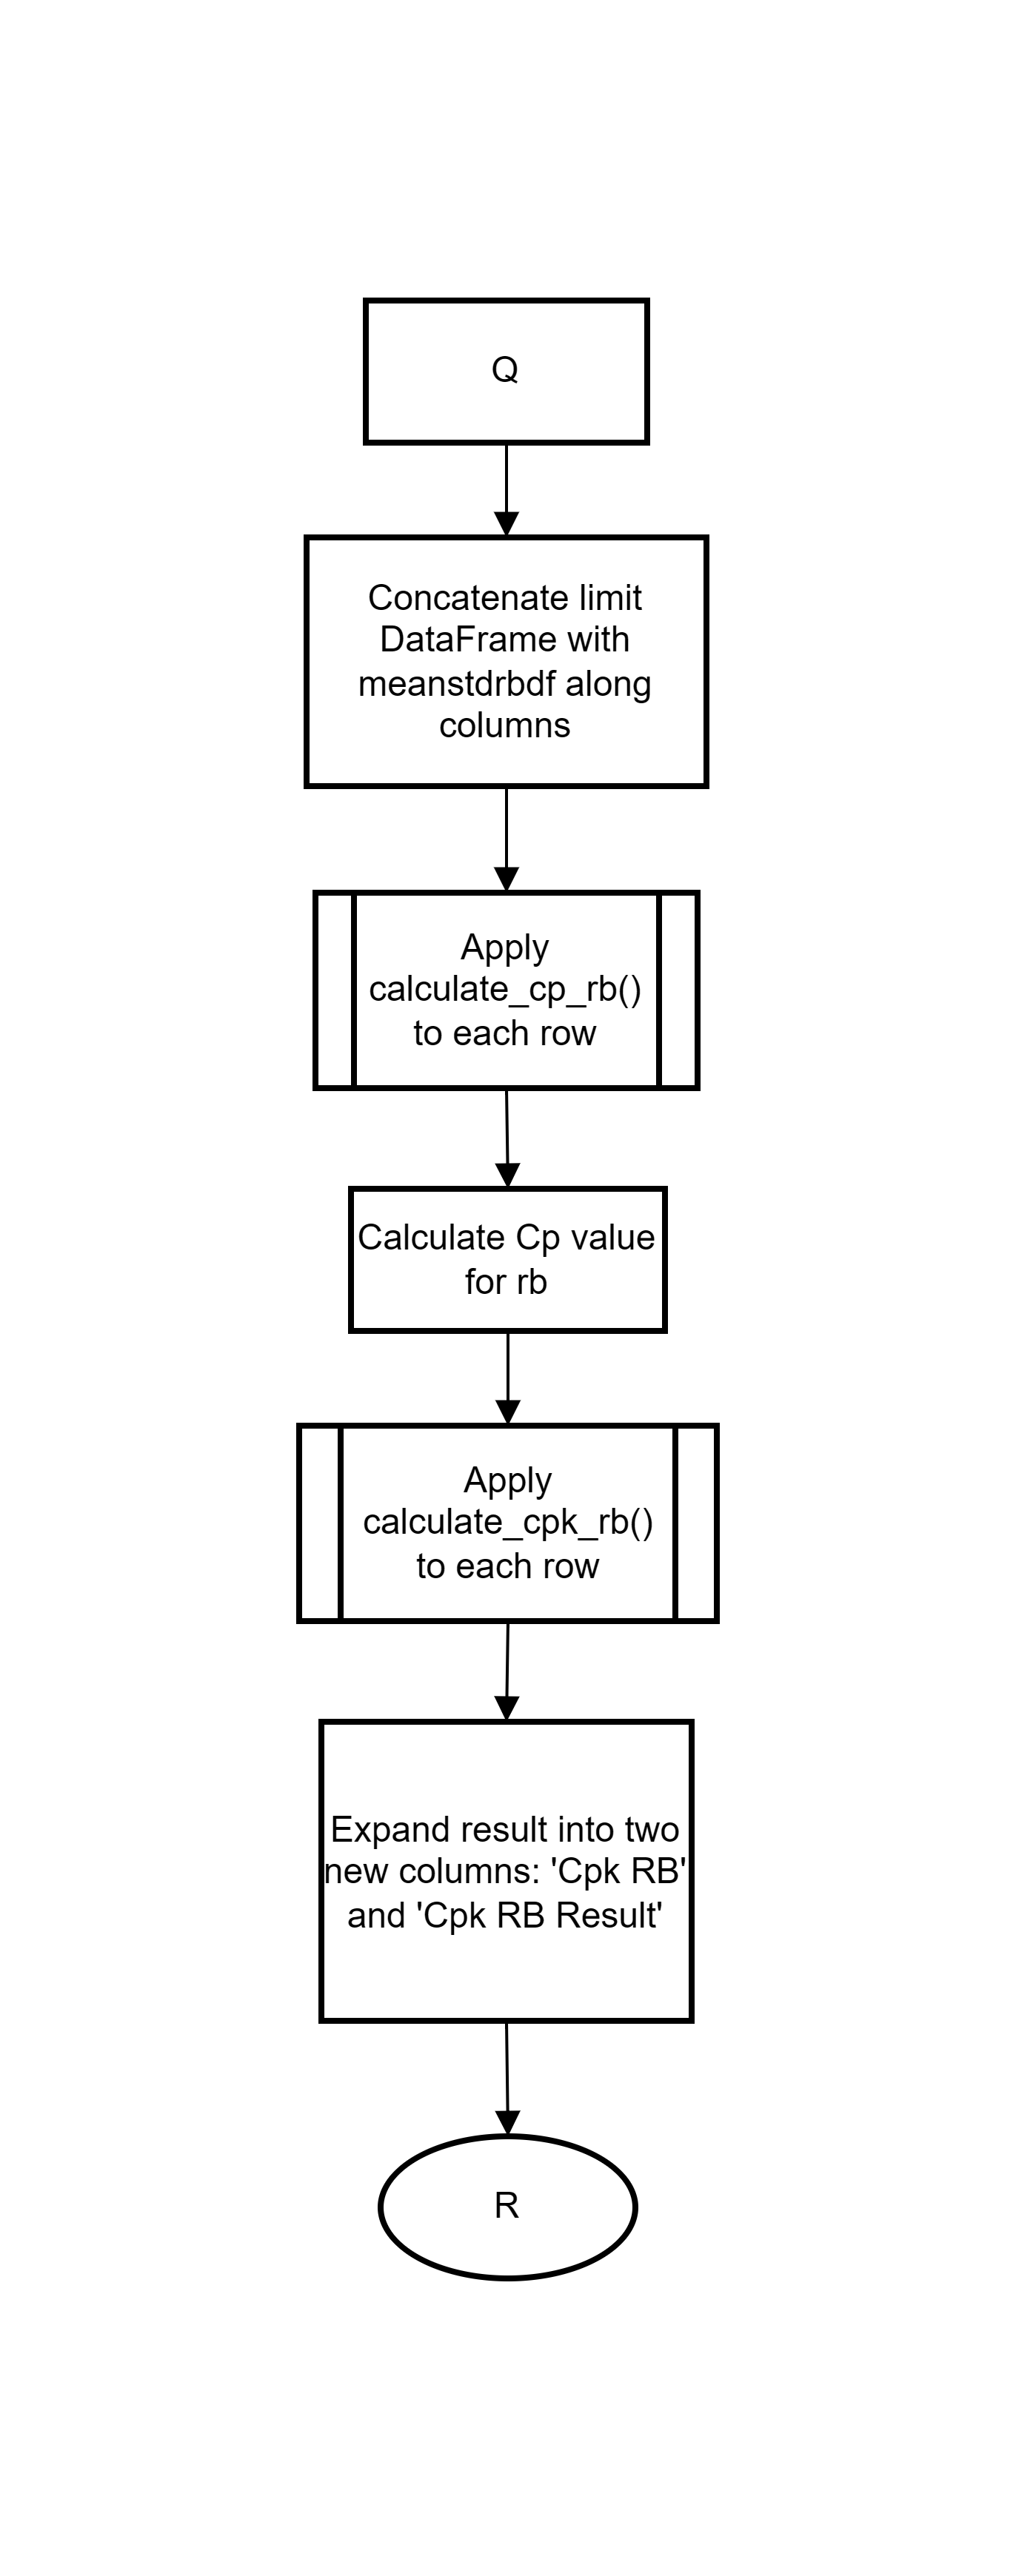 Q
Concatenate limit
DataFrame with
meanstdrbdf along
columns
Apply
calculate_cp_rb()
to each row
Calculate Cp value
for rb
Apply
calculate_cpk_rb()
to each row
Expand result into two
new columns: 'Cpk RB'
and 'Cpk RB Result'
R